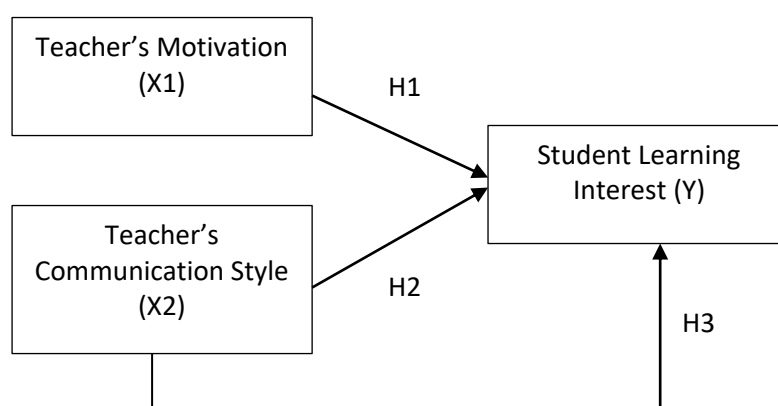 Teacher’s Motivation
(X1)
H1
Student Learning
Interest (Y)
Teacher’s
Communication Style
(X2)
H2
H3